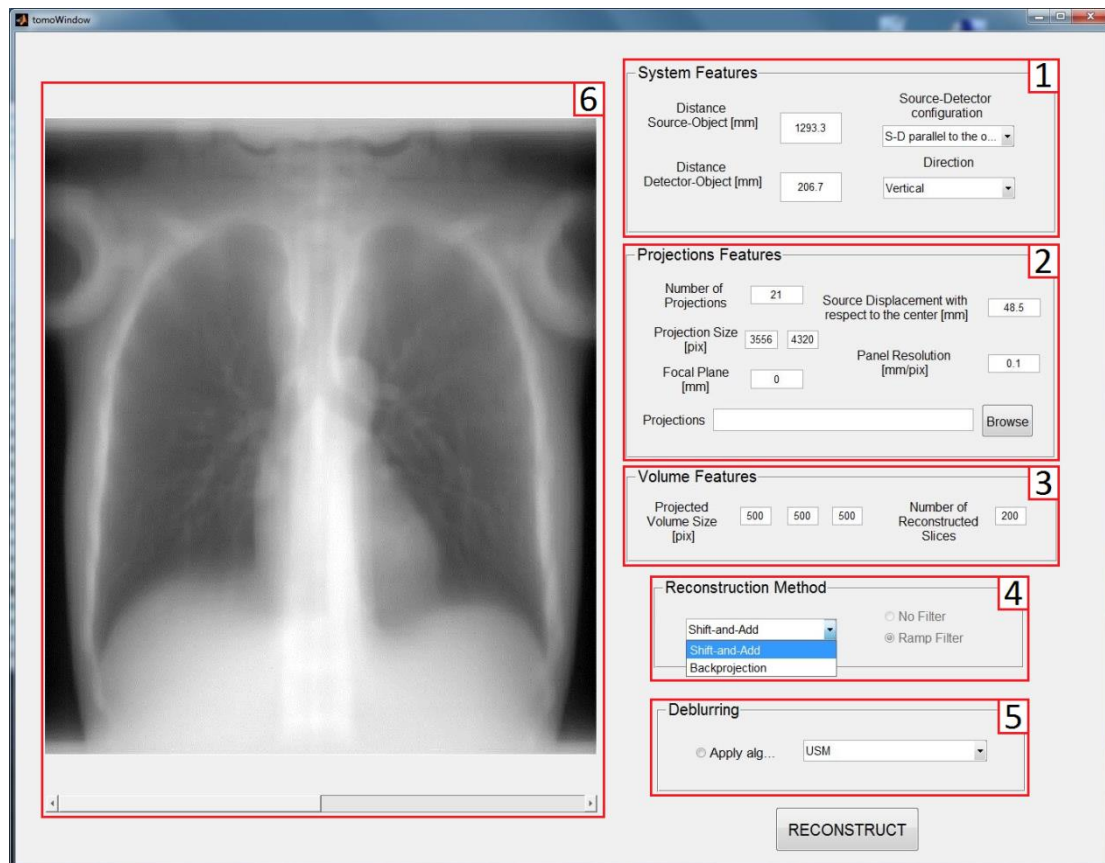 tomoWindow
6
1
System Features
Distance
Source-Object [mm]
1293.3
Source-Detector
configuration
S-D parallel to the o...
Distance
Detector-Object [mm]
206.7
Direction
Vertical
2
Projections Features
Number of
Projections
21
Source Displacement with
respect to the center [mm]
48.5
Projection Size
[pix]
3556 4320
Panel Resolution
[mm/pix]
0.1
Focal Plane
[mm]
0
Projections
Browse
3
Volume Features
Projected
Volume Size
[pix]
500 500 500
Number of
Reconstructed
Slices
200
4
Reconstruction Method
Shift-and-Add
Shift-and-Add
Backprojection
No Filter
Ramp Filter
5
Deblurring
Apply alg...
USM
RECONSTRUCT